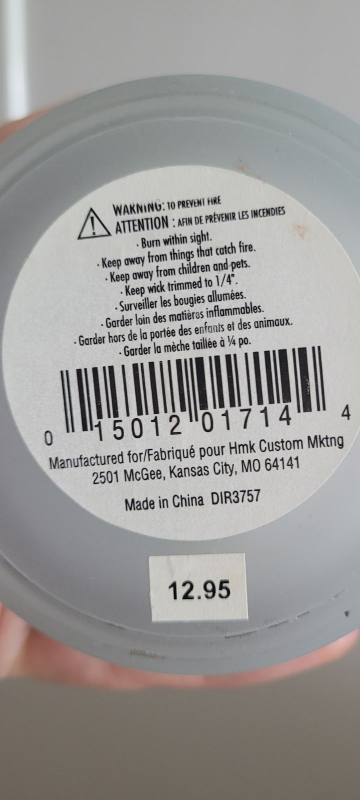 WARNING: TO PREVENT FIRE
ATTENTION : AFIN DE PRÉVENIR LES INCENDIES
· Burn within sight.
· Keep away from things that catch fire.
· Keep away from children and pets.
· Keep wick trimmed to 1/4".
· Surveiller les bougies allumées.
· Garder loin des matières inflammables.
· Garder hors de la portée des enfants et des animaux.
· Garder la mèche taillée à ¼ po.
0 15012 01714 4
Manufactured for/Fabriqué pour Hmk Custom Mktng
2501 McGee, Kansas City, MO 64141
Made in China DIR3757
12.95